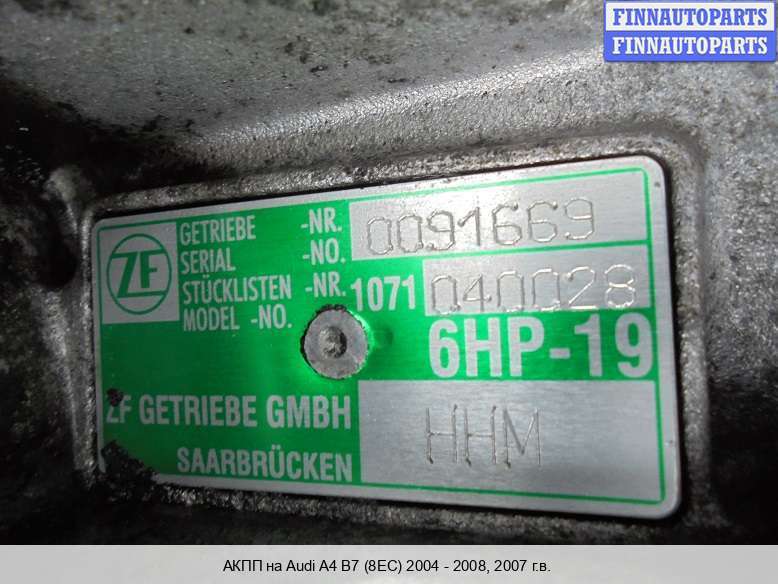 FINNAUTOPARTS
FINNAUTOPARTS
ZF
GETRIEBE -NR. 0091669
SERIAL -NO.
STÜCKLISTEN -NR. 1071 040028
MODEL -NO.
6HP-19
ZF GETRIEBE GMBH
SAARBRÜCKEN
HHM
АКПП на Audi A4 B7 (8EC) 2004 - 2008, 2007 г.в.